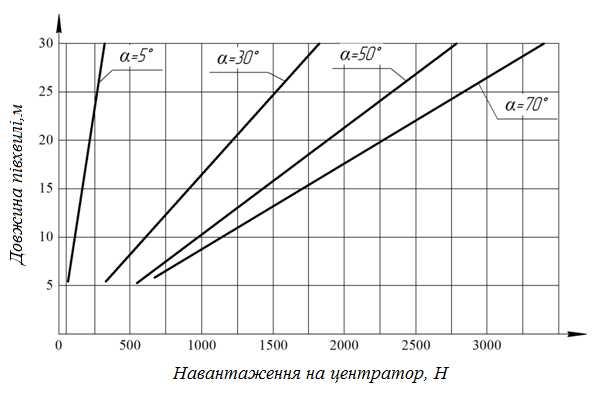 30
25
20
15
10
5
0 500 1000 1500 2000 2500 3000
α=5°
α=30°
α=50°
α=70°
Довжина півхвилі,м
Навантаження на центратор, Н